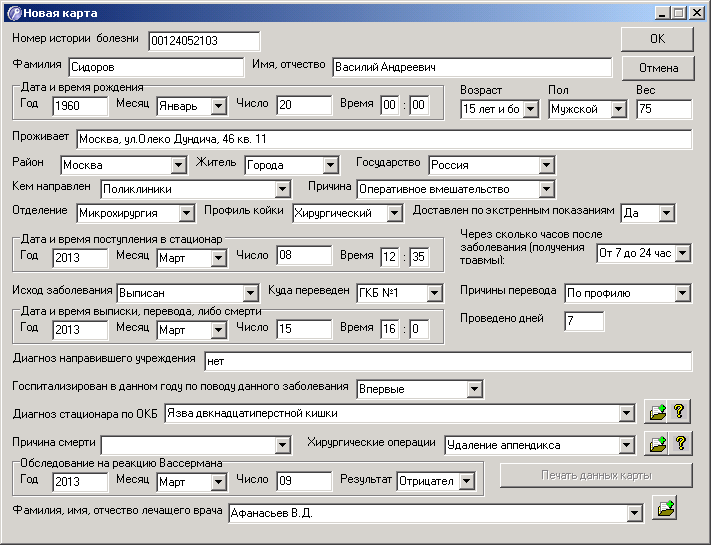 Новая карта
Номер истории болезни 00124052103 OK
Фамилия Сидоров Имя, отчество Василий Андреевич Отмена
Дата и время рождения Возраст Пол Вес
Год 1960 Месяц Январь Число 20 Время 00 : 00 15 лет и бо Мужской 75
Проживает Москва, ул.Олеко Дундича, 46 кв. 11
Район Москва Житель Города Государство Россия
Кем направлен Поликлиники Причина Оперативное вмешательство
Отделение Микрохирургия Профиль койки Хирургический Доставлен по экстренным показаниям Да
Дата и время поступления в стационар
Год 2013 Месяц Март Число 08 Время 12 : 35
Через сколько часов после
заболевания (получения
травмы): От 7 до 24 час
Исход заболевания Выписан Куда переведен ГКБ №1 Причины перевода По профилю
Дата и время выписки, перевода, либо смерти
Год 2013 Месяц Март Число 15 Время 16 : 0 Проведено дней 7
Диагноз направившего учреждения нет
Госпитализирован в данном году по поводу данного заболевания Впервые
Диагноз стационара по ОКБ Язва двкнадцатиперстной кишки ?
Причина смерти Хирургические операции Удаление аппендикса ?
Обследование на реакцию Вассермана
Год 2013 Месяц Март Число 09 Результат Отрицател Печать данных карты
Фамилия, имя, отчество лечащего врача Афанасьев В.Д.